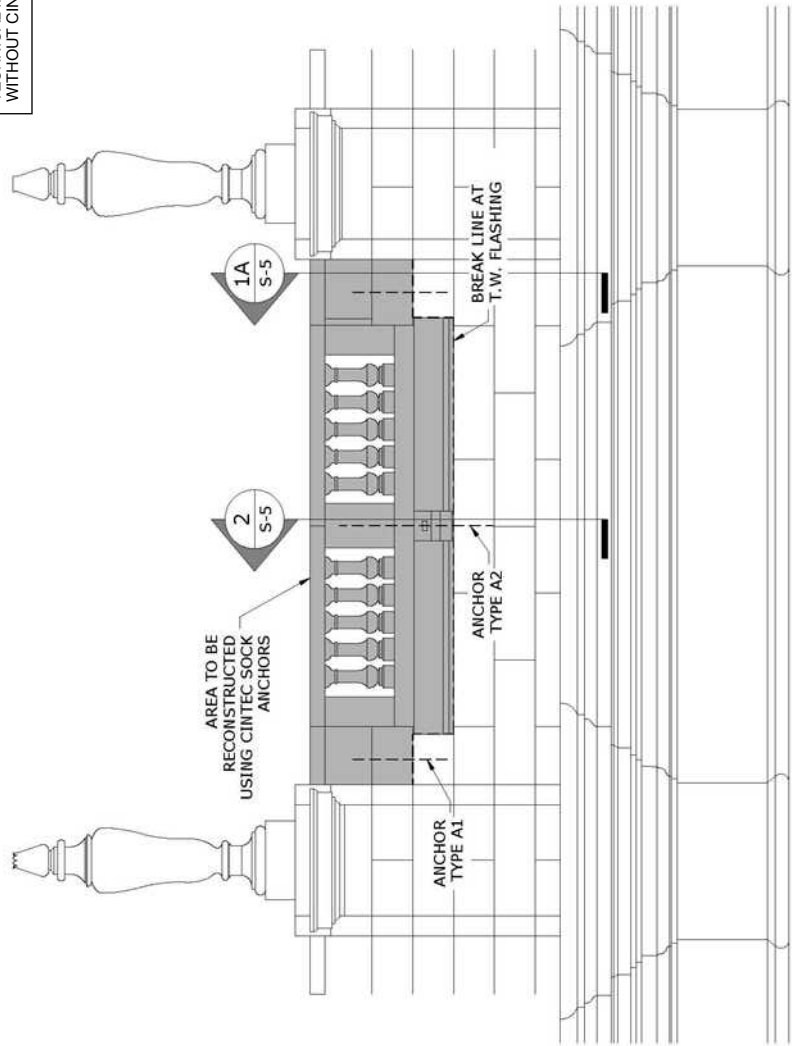 WITHOUT CIN
1A
S-5
2
S-5
AREA TO BE
RECONSTRUCTED
USING CINTEC SOCK
ANCHORS
BREAK LINE AT
T.W. FLASHING
ANCHOR
TYPE A2
ANCHOR
TYPE A1